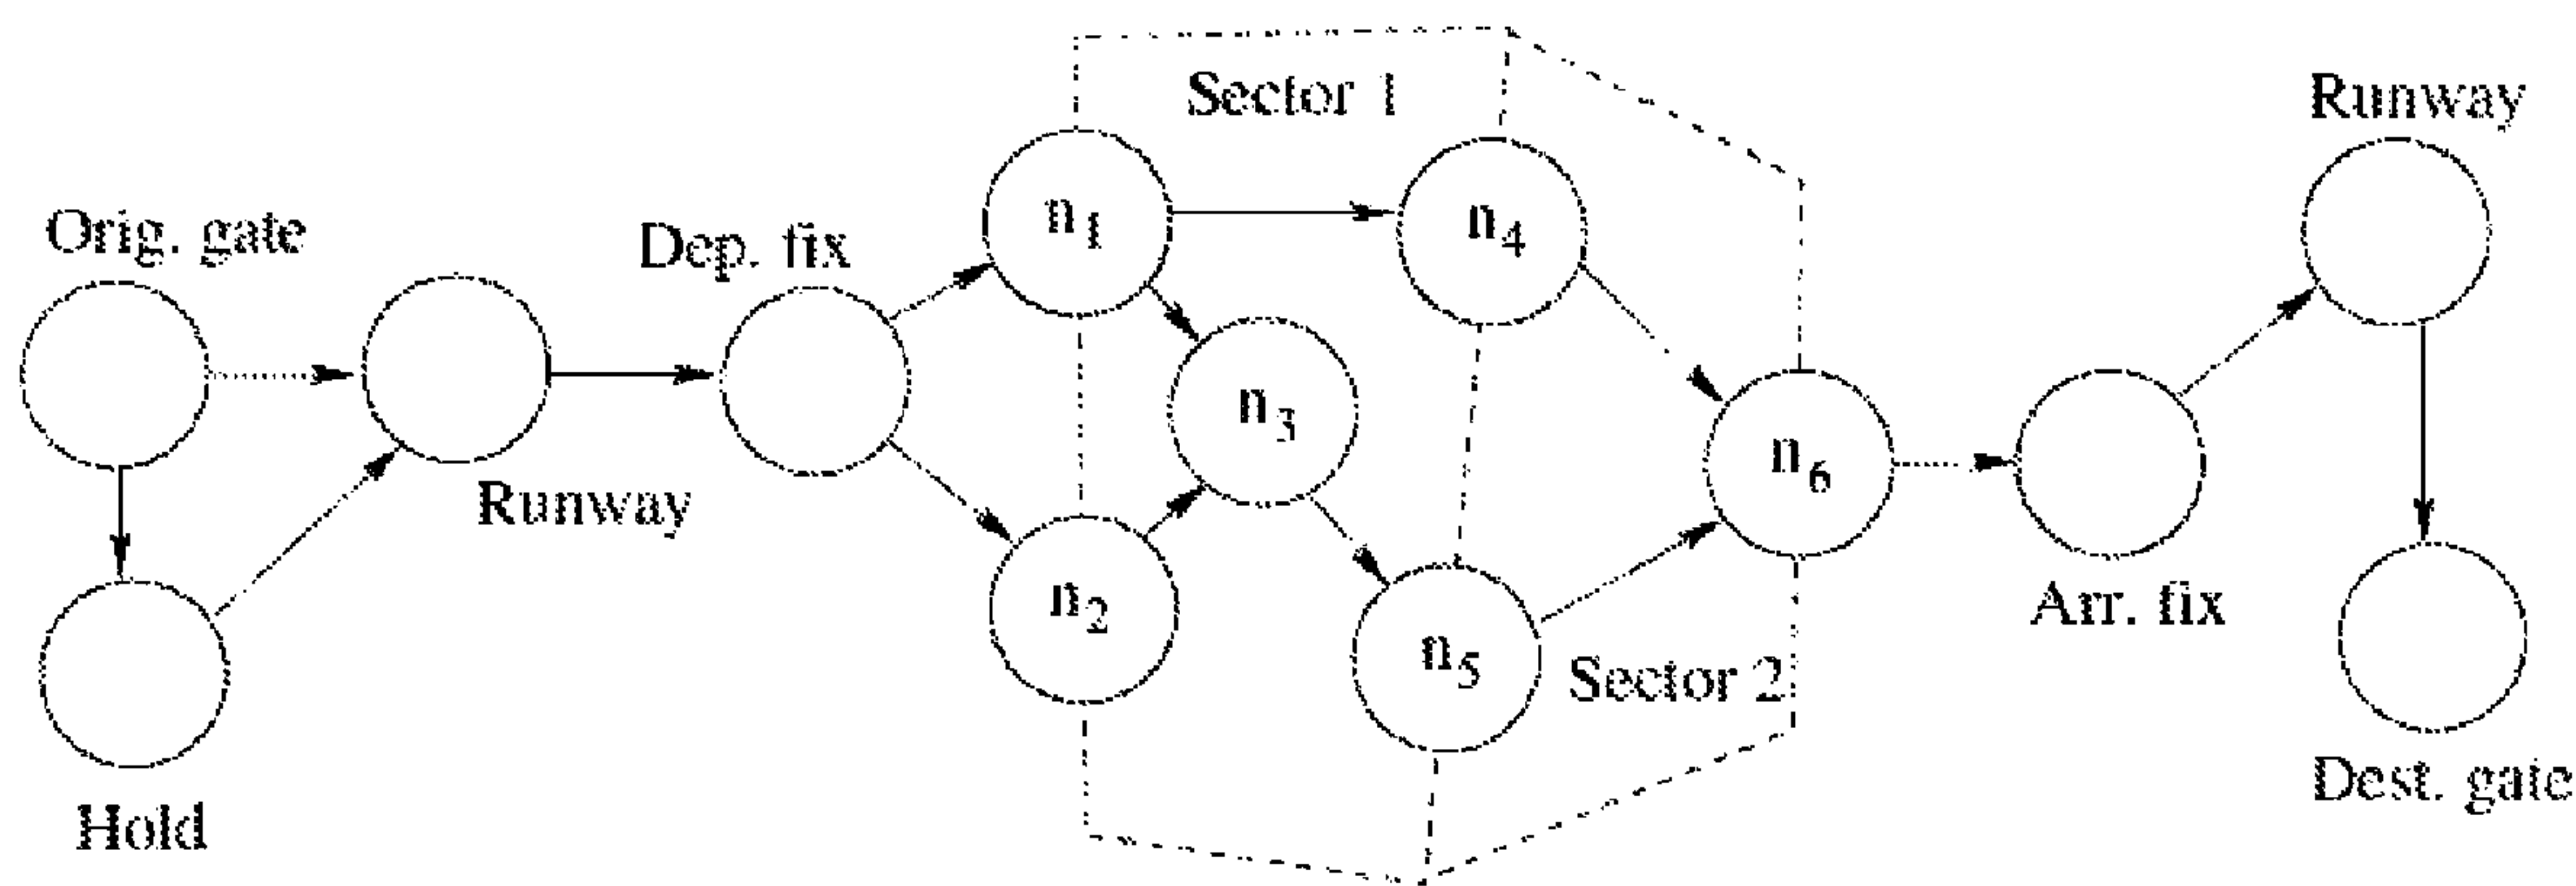 Sector 1
Runway
Orig. gate
Dep. fix
n1
n4
n3
n6
Runway
n2
n5
Arr. fix
Sector 2
Hold
Dest. gate